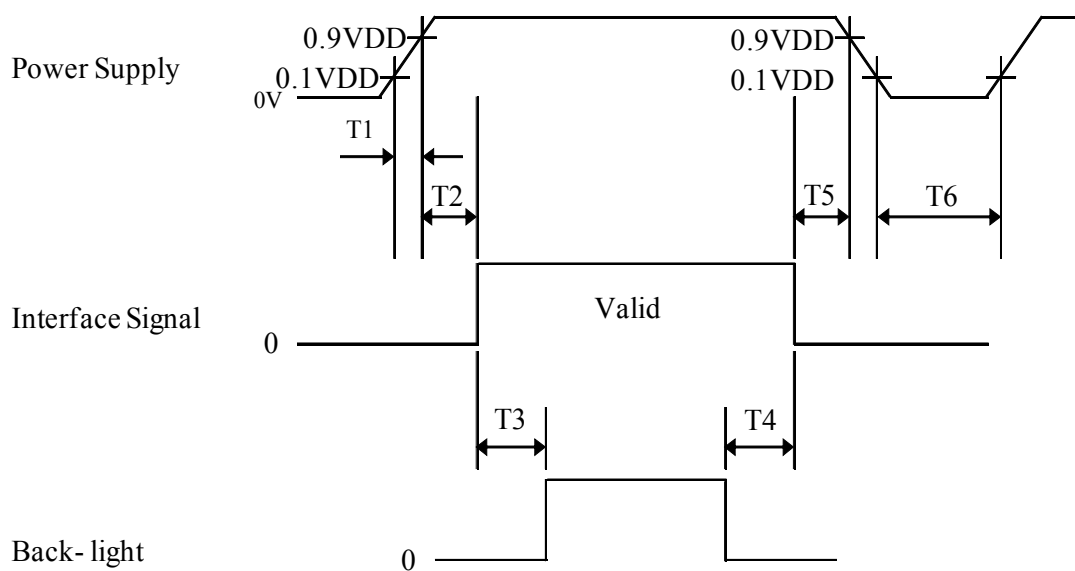 0.9VDD
0.9VDD
Power Supply
0.1VDD
0.1VDD
0V
T1
T2
T5
T6
Interface Signal
Valid
0
T3
T4
Back- light
0